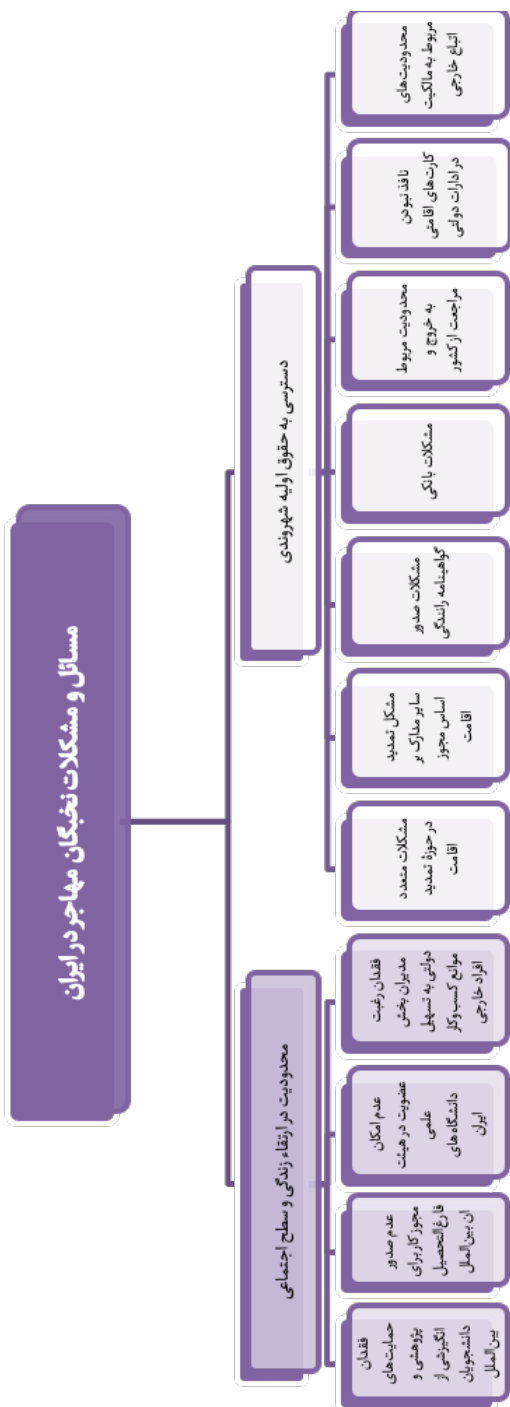 مسائل و مشکلات نخبگان مهاجر در ایران
دسترسی به حقوق اولیه شهروندی
محدودیت‌های
مربوط به مالکیت
اتباع خارجی
نافذ نبودن
کارت‌های اقامتی
در ادارات دولتی
محدودیت مربوط
به خروج و
مراجعت از کشور
مشکلات بانکی
مشکلات صدور
گواهینامه رانندگی
مشکل تمدید
سایر مدارک بر
اساس مجوز
اقامت
مشکلات متعدد
در حوزهٔ تمدید
اقامت
محدودیت در ارتقاء زندگی و سطح اجتماعی
فقدان رغبت
مدیران بخش
دولتی به تسهیل
موانع کسب‌وکار
افراد خارجی
عدم امکان
عضویت در هیئت
علمی
دانشگاه‌های
ایران
عدم صدور
مجوز کار برای
فارغ‌التحصیل
ان بین‌الملل
فقدان
حمایت‌های
پژوهشی و
انگیزشی از
دانشجویان
بین‌الملل